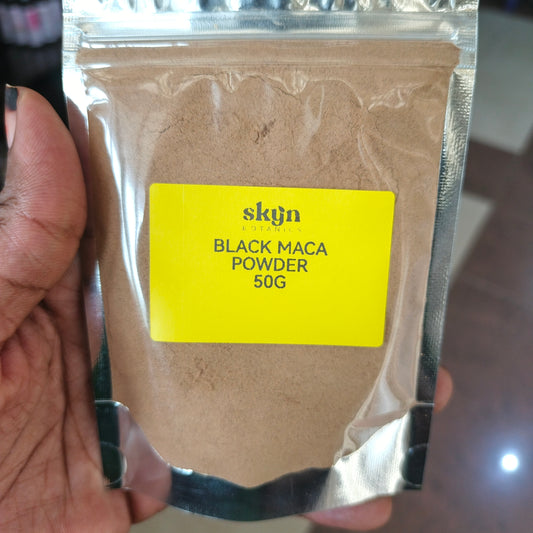 skyn
BOTANICS
BLACK MACA
POWDER
50G